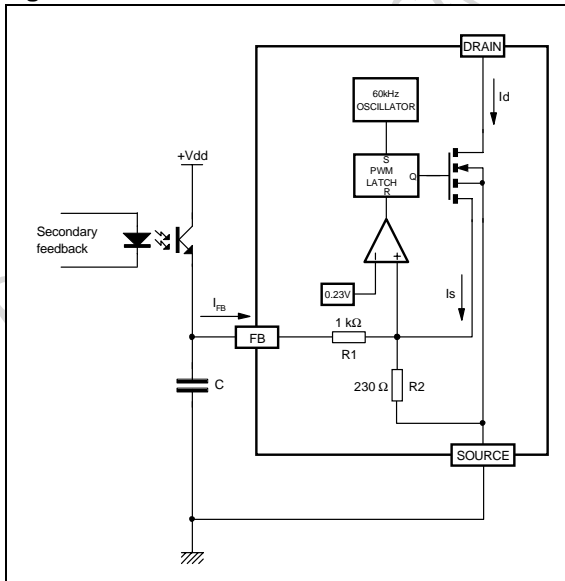 DRAIN
60kHz
OSCILLATOR
Id
+Vdd
S
PWM
LATCH
Q
R
Secondary
feedback
0.23V
Is
I FB
1 kΩ
FB
R1
C
230 Ω
R2
SOURCE